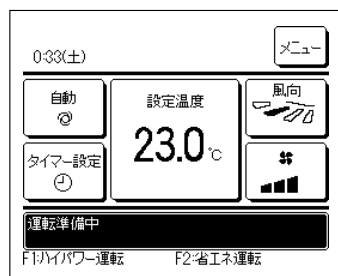 0:33(土)
メニュー
自動
設定温度
23.0℃
風向
タイマー設定
運転準備中
F1:ハイパワー運転
F2:省エネ運転